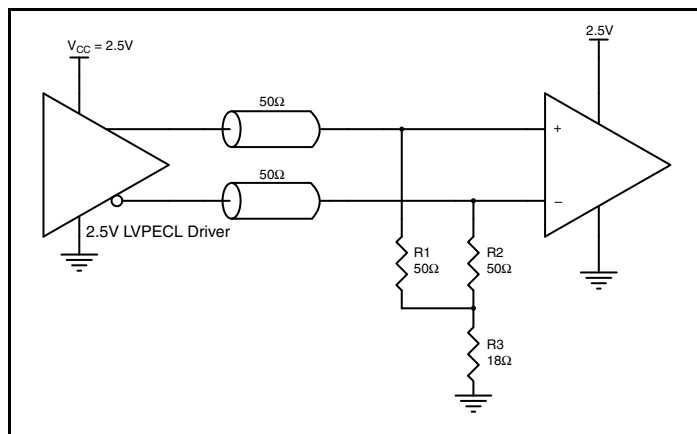 V_CC = 2.5V
2.5V
50Ω
+
50Ω
−
2.5V LVPECL Driver
R1
50Ω
R2
50Ω
R3
18Ω